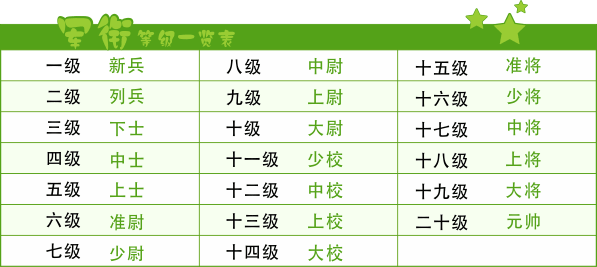 军衔等级一览表
一级 新兵 八级 中尉 十五级 准将
二级 列兵 九级 上尉 十六级 少将
三级 下士 十级 大尉 十七级 中将
四级 中士 十一级 少校 十八级 上将
五级 上士 十二级 中校 十九级 大将
六级 准尉 十三级 上校 二十级 元帅
七级 少尉 十四级 大校